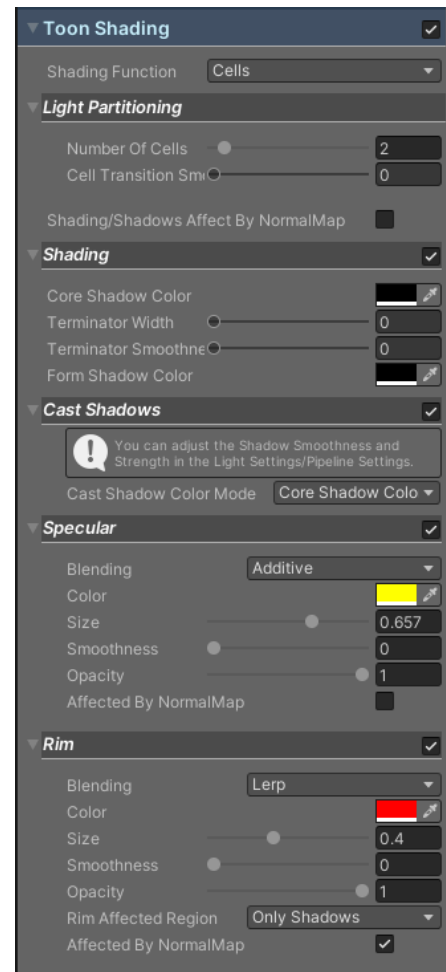 Toon Shading
Shading Function Cells
Light Partitioning
Number Of Cells 2
Cell Transition Smo 0
Shading/Shadows Affect By NormalMap
Shading
Core Shadow Color
Terminator Width 0
Terminator Smoothne 0
Form Shadow Color
Cast Shadows
You can adjust the Shadow Smoothness and
Strength in the Light Settings/Pipeline Settings.
Cast Shadow Color Mode Core Shadow Colo
Specular
Blending Additive
Color
Size 0.657
Smoothness 0
Opacity 1
Affected By NormalMap
Rim
Blending Lerp
Color
Size 0.4
Smoothness 0
Opacity 1
Rim Affected Region Only Shadows
Affected By NormalMap